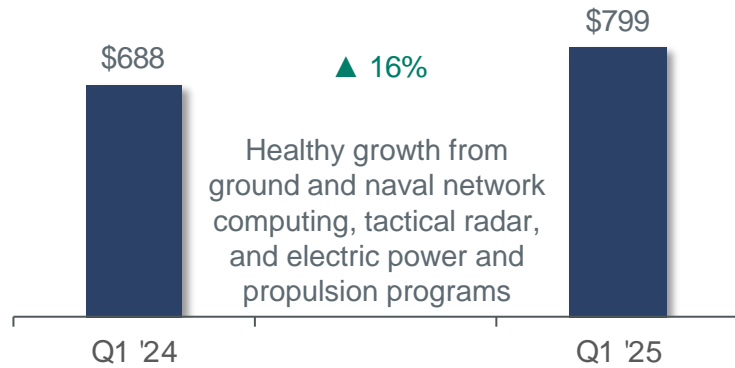 $688
▲ 16%
$799
Healthy growth from
ground and naval network
computing, tactical radar,
and electric power and
propulsion programs
Q1 '24
Q1 '25